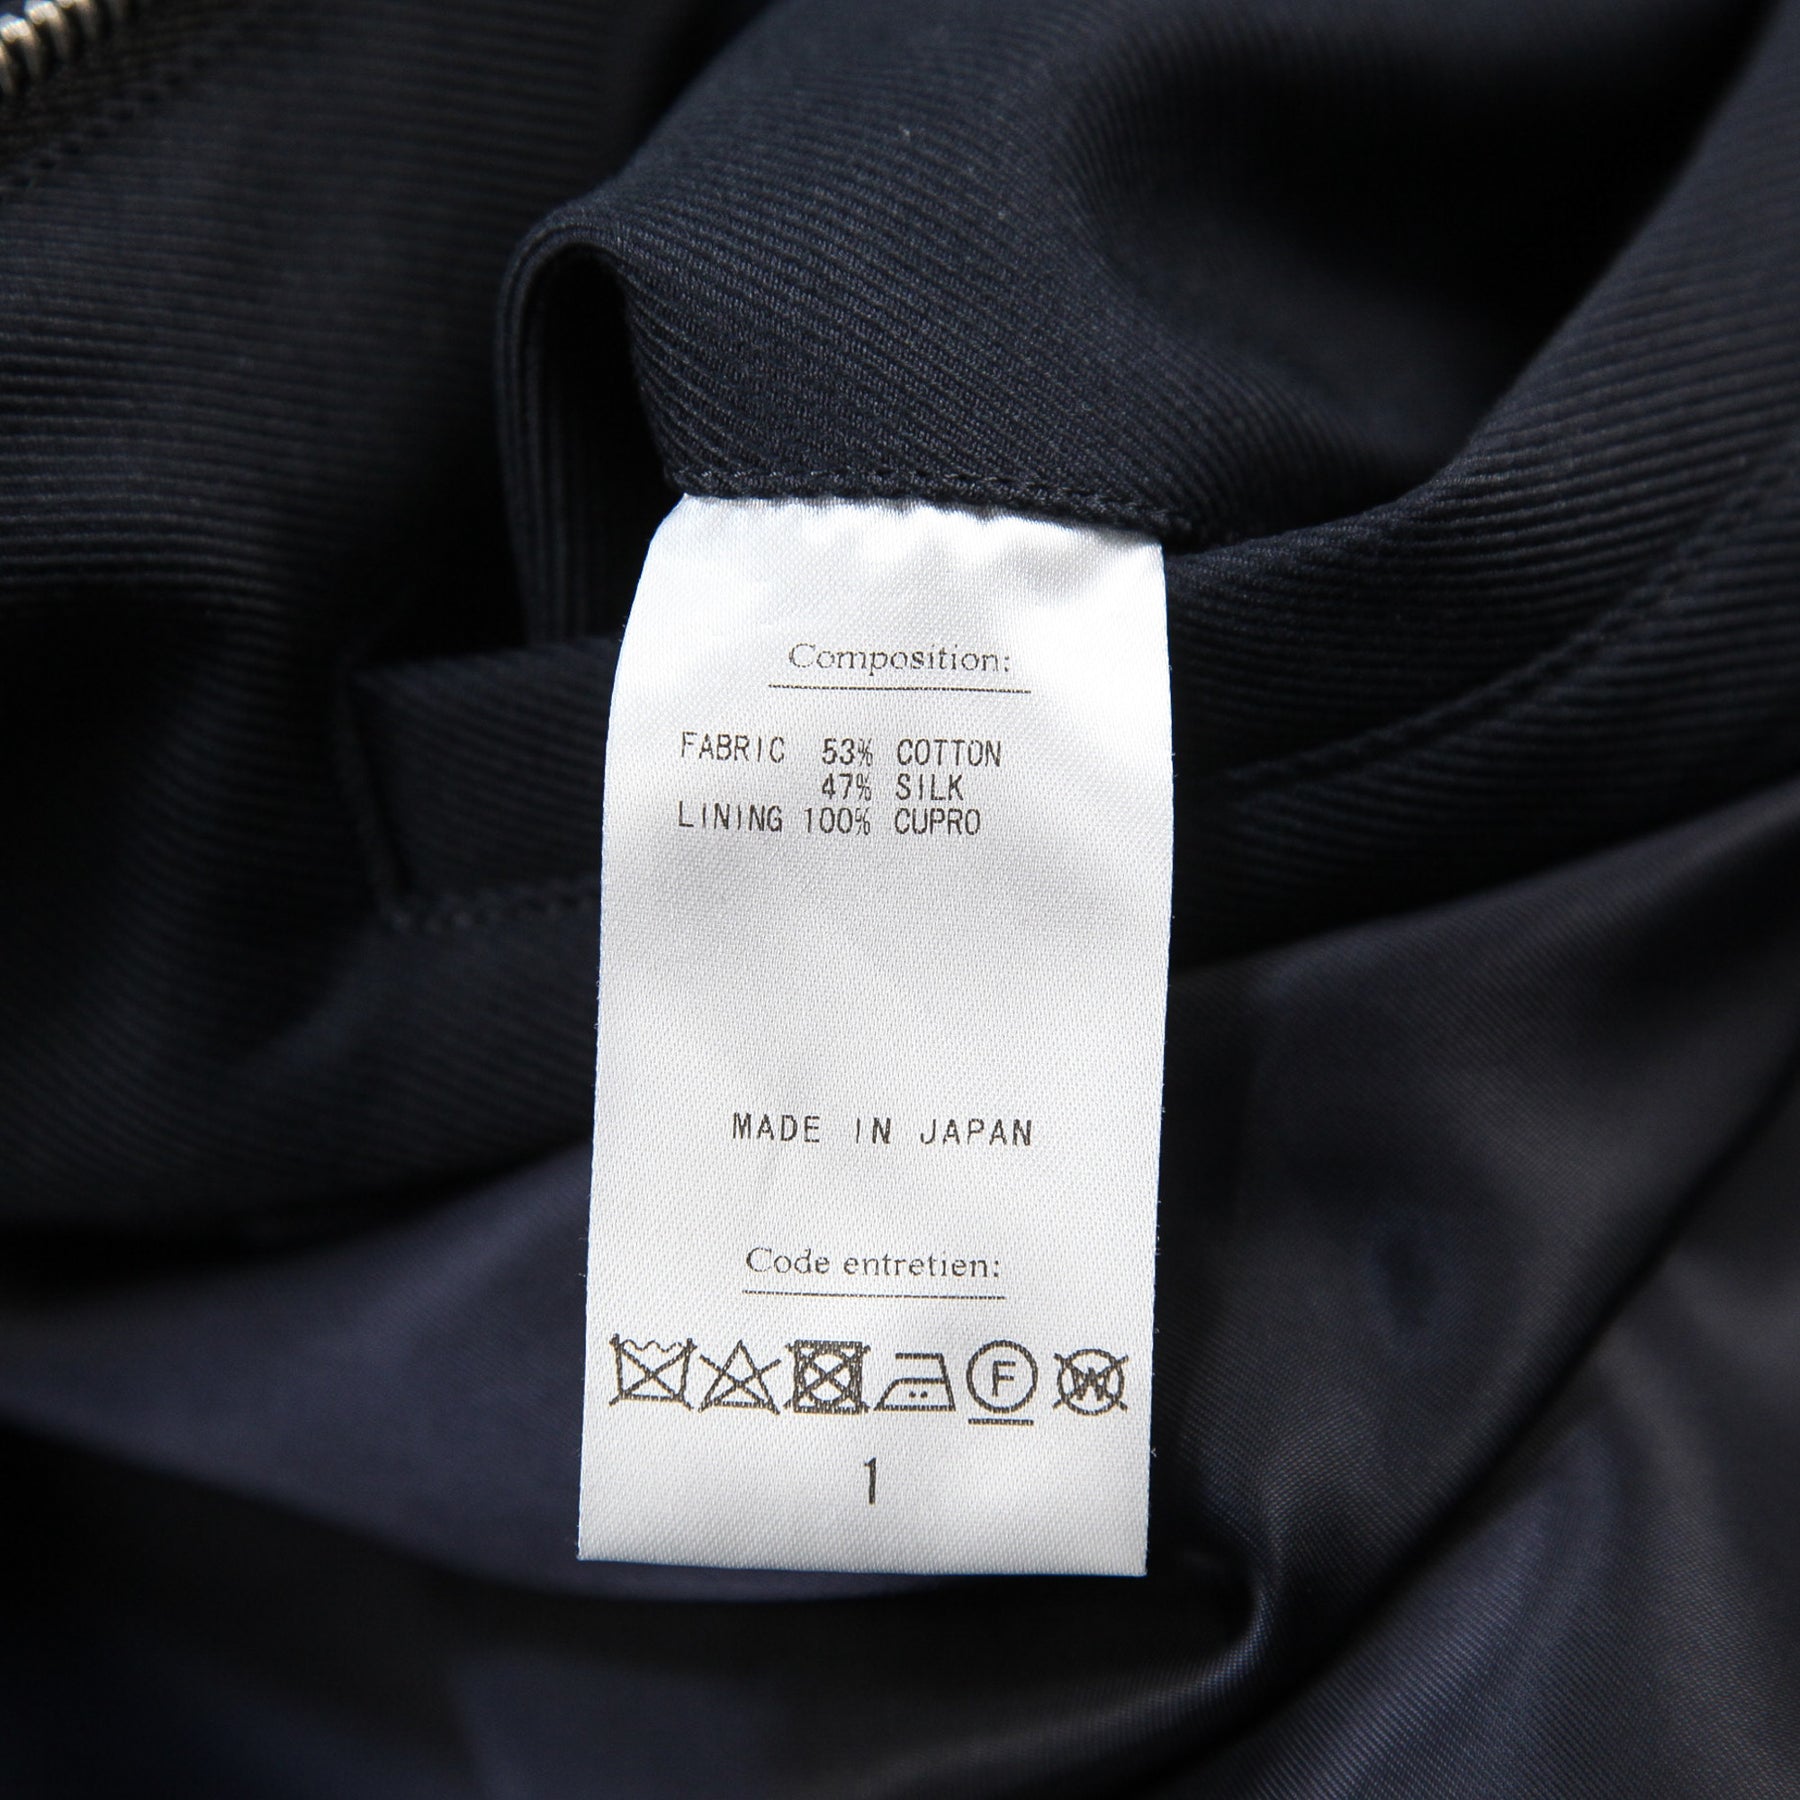 Composition:
FABRIC 53% COTTON
47% SILK
LINING 100% CUPRO
MADE IN JAPAN
Code entretien:
F W
1